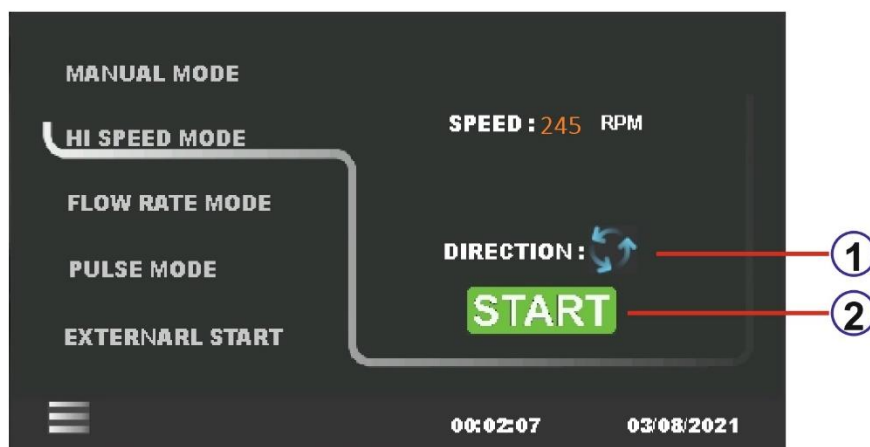 MANUAL MODE
HI SPEED MODE
FLOW RATE MODE
PULSE MODE
EXTERNARL START
SPEED : 245 RPM
DIRECTION :
START
1
2
00:02:07 03/08/2021